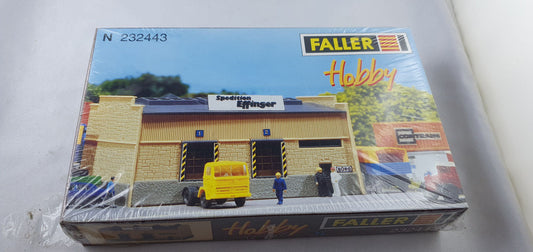 N 232443
FALLER
Hobby
Spedition
Effinger
1
2
Hobby
FALLER